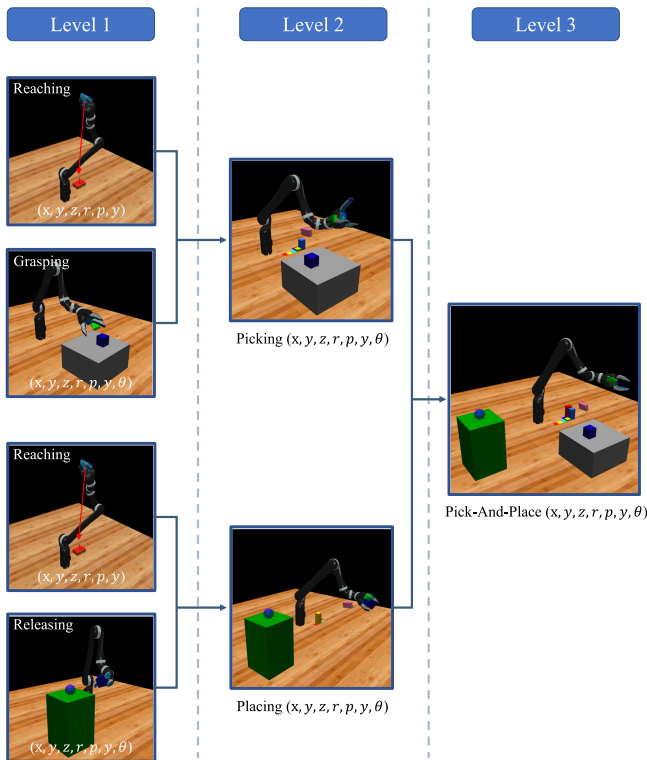 Level 1
Level 2
Level 3
Reaching
(x, y, z, r, p, y)
Grasping
(x, y, z, r, p, y, θ)
Picking (x, y, z, r, p, y, θ)
Reaching
(x, y, z, r, p, y)
Releasing
(x, y, z, r, p, y, θ)
Placing (x, y, z, r, p, y, θ)
Pick-And-Place (x, y, z, r, p, y, θ)